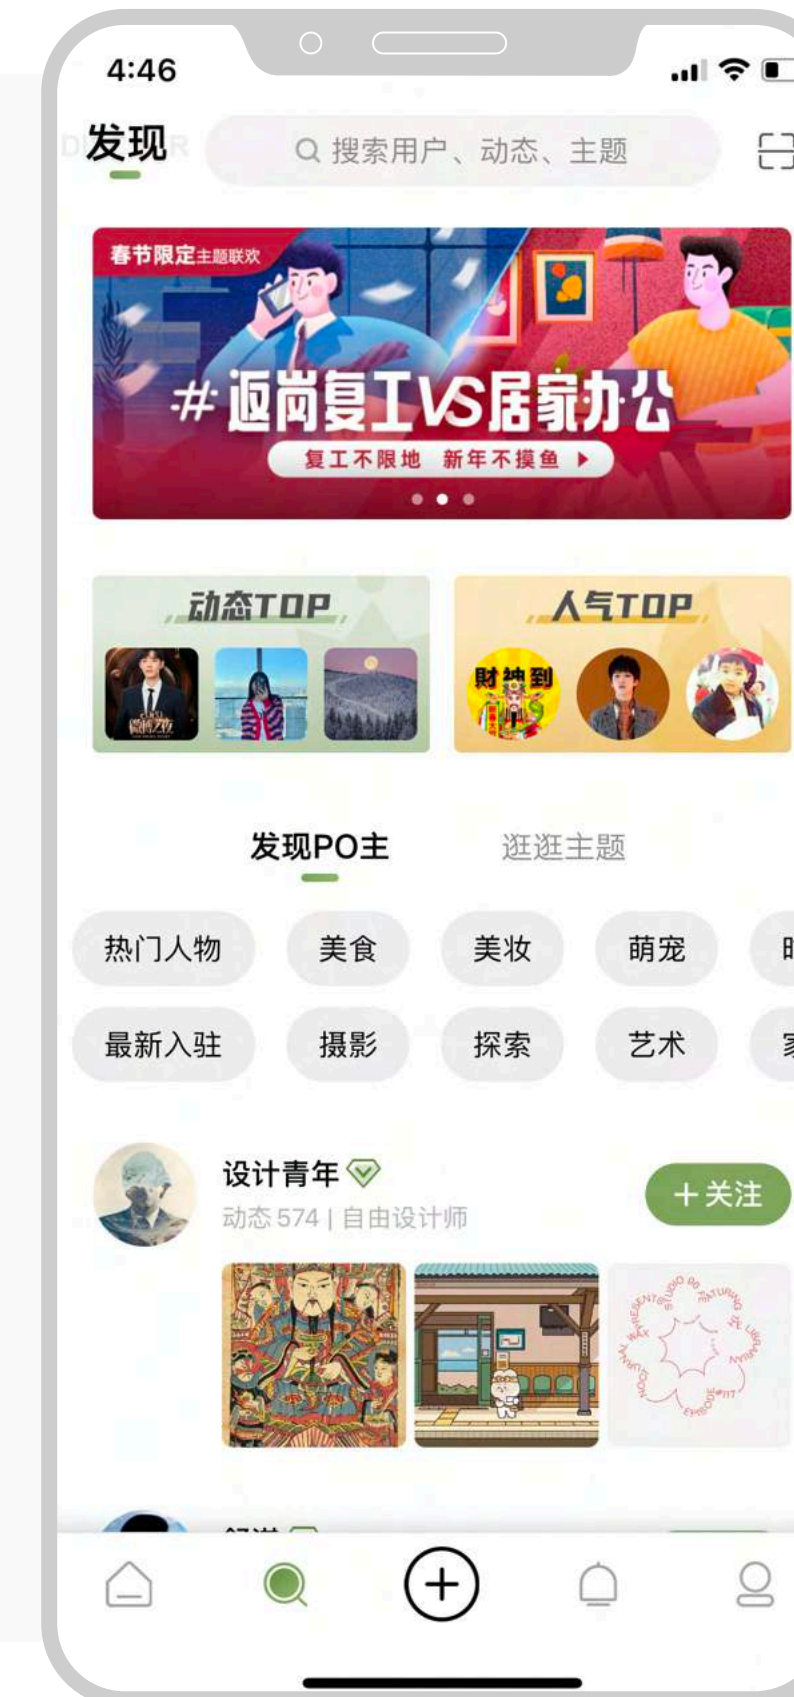 4:46
发现
搜索用户、动态、主题
春节限定主题联欢
#返岗复工VS居家办公
复工不限地 新年不摸鱼
动态TOP
人气TOP
微博之夜
財神到
发现PO主
逛逛主题
热门人物
美食
美妆
萌宠
最新入驻
摄影
探索
艺术
设计青年
动态 574 | 自由设计师
+关注